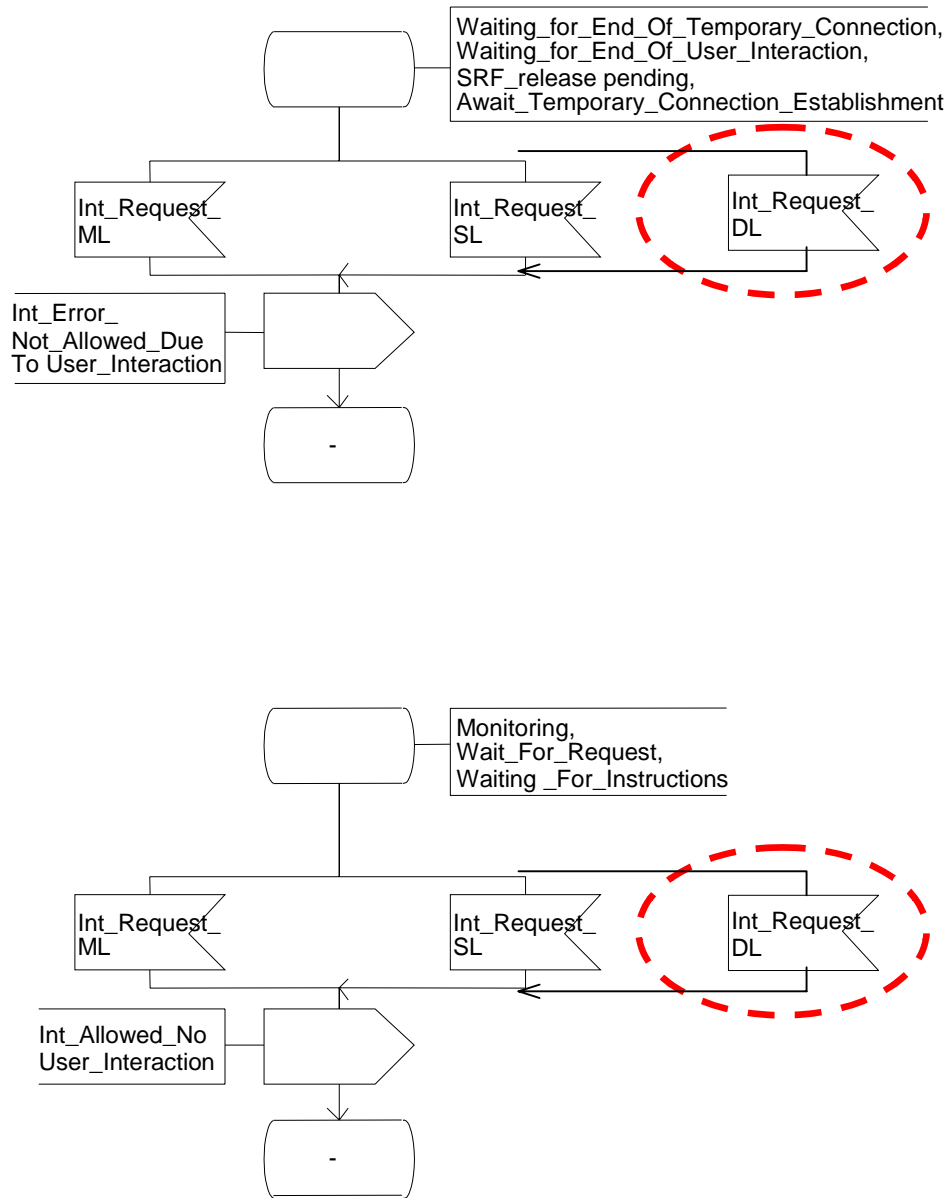 Waiting_for_End_Of_Temporary_Connection,
Waiting_for_End_Of_User_Interaction,
SRF_release pending,
Await_Temporary_Connection_Establishment
Int_Request_
ML
Int_Request_
SL
Int_Request_
DL
Int_Error_
Not_Allowed_Due
To User_Interaction
-
Monitoring,
Wait_For_Request,
Waiting _For_Instructions
Int_Request_
ML
Int_Request_
SL
Int_Request_
DL
Int_Allowed_No
User_Interaction
-